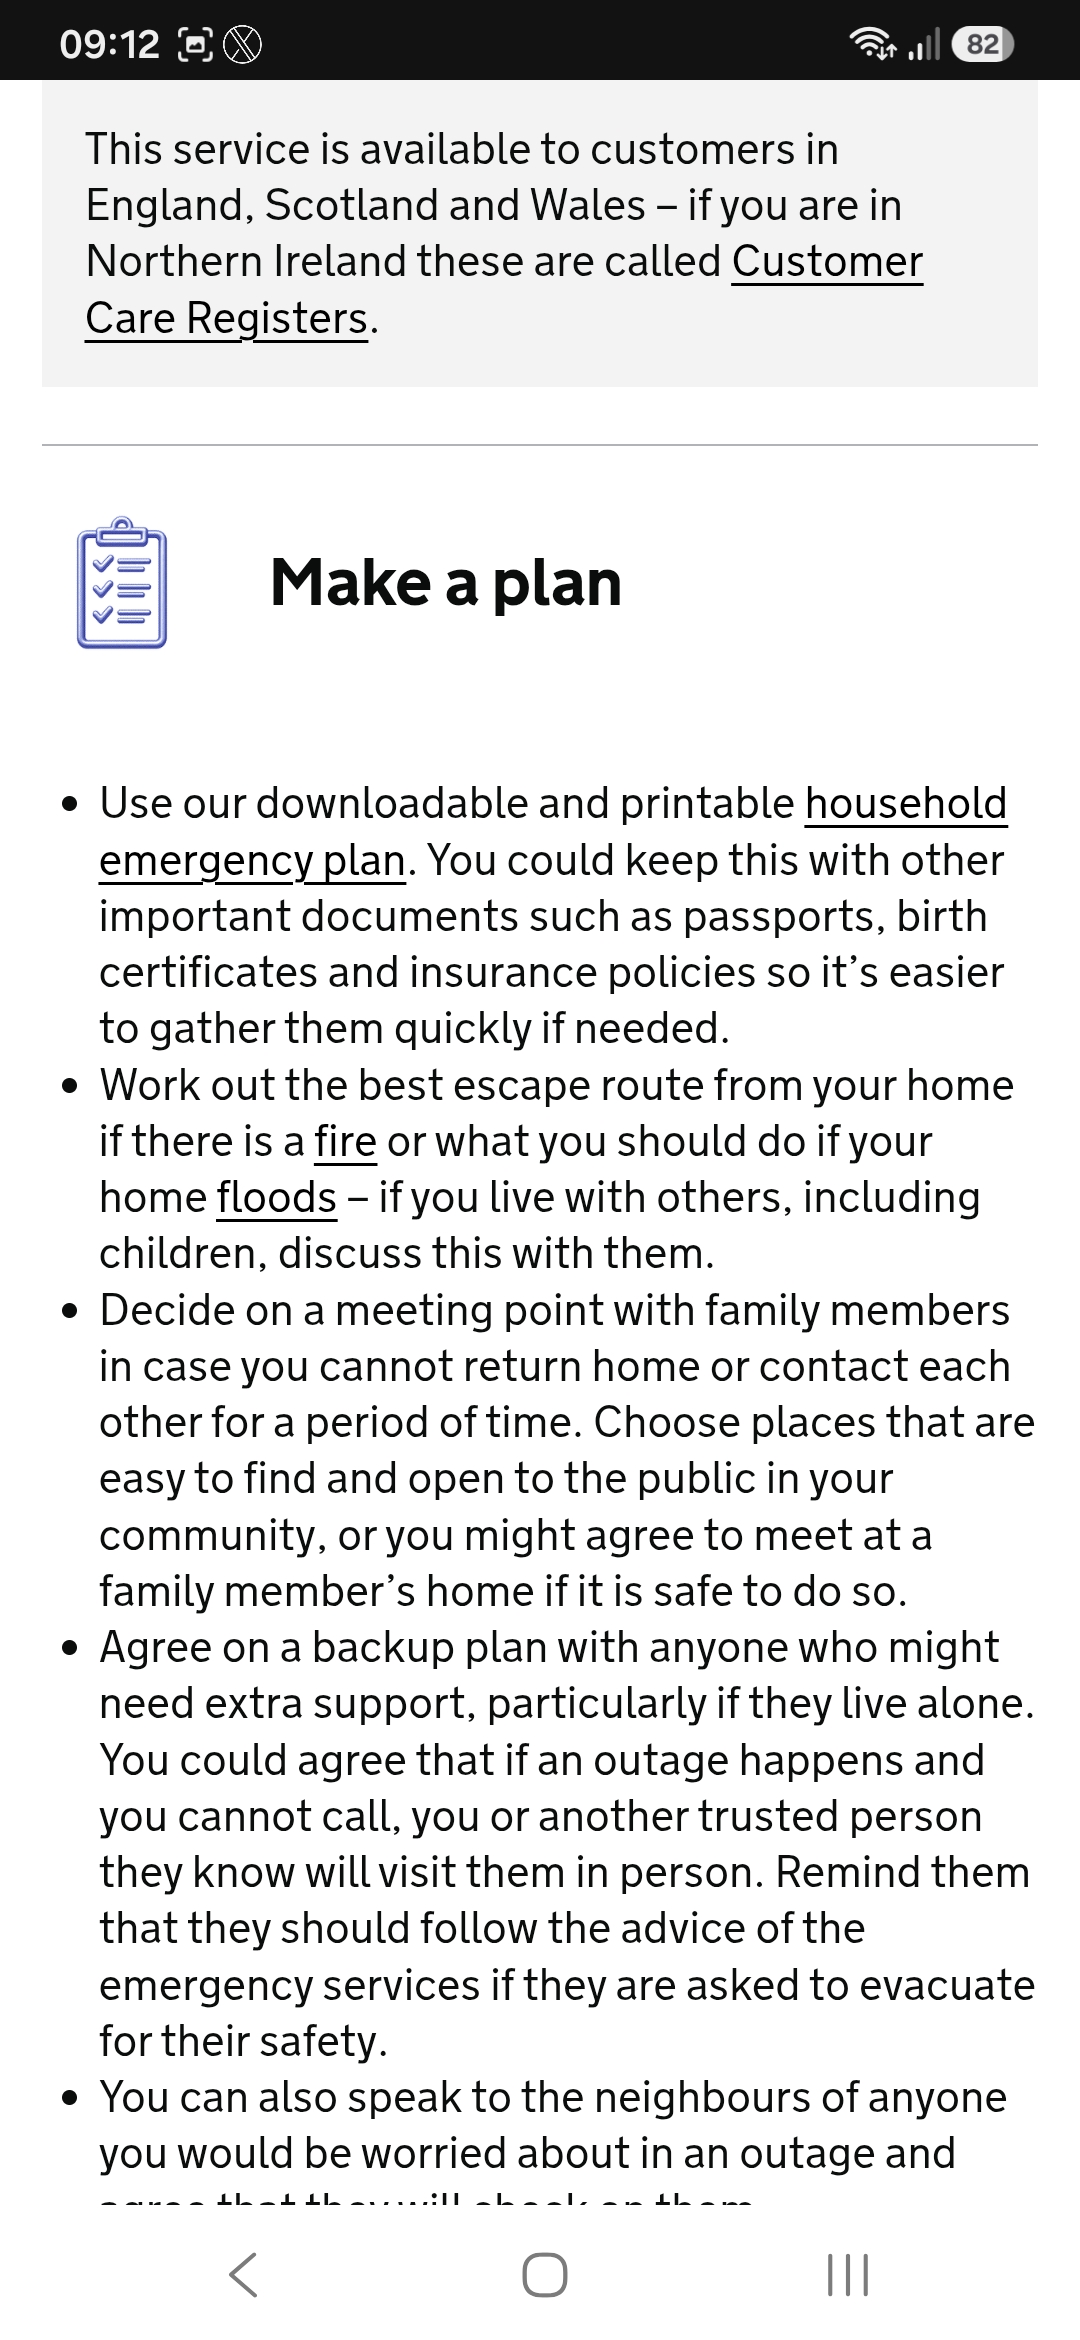 09:12
82
This service is available to customers in
England, Scotland and Wales – if you are in
Northern Ireland these are called Customer
Care Registers.
Make a plan
• Use our downloadable and printable household
emergency plan. You could keep this with other
important documents such as passports, birth
certificates and insurance policies so it’s easier
to gather them quickly if needed.
• Work out the best escape route from your home
if there is a fire or what you should do if your
home floods – if you live with others, including
children, discuss this with them.
• Decide on a meeting point with family members
in case you cannot return home or contact each
other for a period of time. Choose places that are
easy to find and open to the public in your
community, or you might agree to meet at a
family member’s home if it is safe to do so.
• Agree on a backup plan with anyone who might
need extra support, particularly if they live alone.
You could agree that if an outage happens and
you cannot call, you or another trusted person
they know will visit them in person. Remind them
that they should follow the advice of the
emergency services if they are asked to evacuate
for their safety.
• You can also speak to the neighbours of anyone
you would be worried about in an outage and
agree that they will check on them